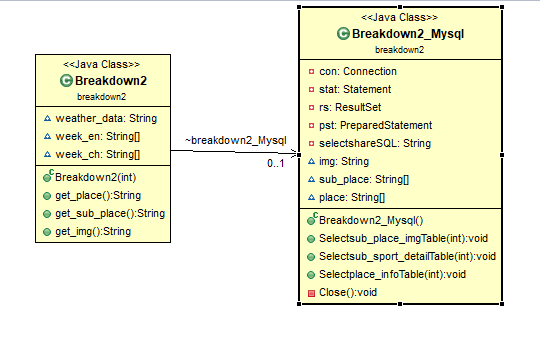 <<Java Class>>
Breakdown2
breakdown2
weather_data: String
week_en: String[]
week_ch: String[]
Breakdown2(int)
get_place():String
get_sub_place():String
get_img():String
~breakdown2_Mysql
0..1
<<Java Class>>
Breakdown2_Mysql
breakdown2
con: Connection
stat: Statement
rs: ResultSet
pst: PreparedStatement
selectshareSQL: String
img: String
sub_place: String[]
place: String[]
Breakdown2_Mysql()
Selectsub_place_imgTable(int):void
Selectsub_sport_detailTable(int):void
Selectplace_infoTable(int):void
Close():void